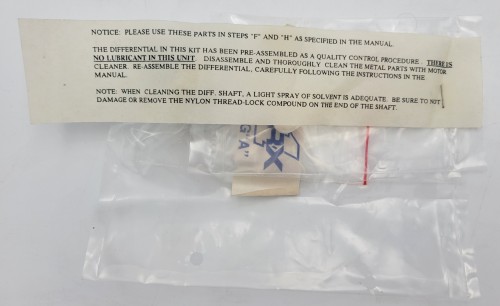 NOTICE: PLEASE USE THESE PARTS IN STEPS "F" AND "H" AS SPECIFIED IN THE MANUAL.
THE DIFFERENTIAL IN THIS KIT HAS BEEN PRE-ASSEMBLED AS A QUALITY CONTROL PROCEDURE. THERE IS
NO LUBRICANT IN THIS UNIT. DISASSEMBLE AND THOROUGHLY CLEAN THE METAL PARTS WITH MOTOR
CLEANER. RE-ASSEMBLE THE DIFFERENTIAL, CAREFULLY FOLLOWING THE INSTRUCTIONS IN THE
MANUAL.
NOTE: WHEN CLEANING THE DIFF. SHAFT, A LIGHT SPRAY OF SOLVENT IS ADEQUATE. BE SURE TO NOT
DAMAGE OR REMOVE THE NYLON THREAD-LOCK COMPOUND ON THE END OF THE SHAFT.
G A"